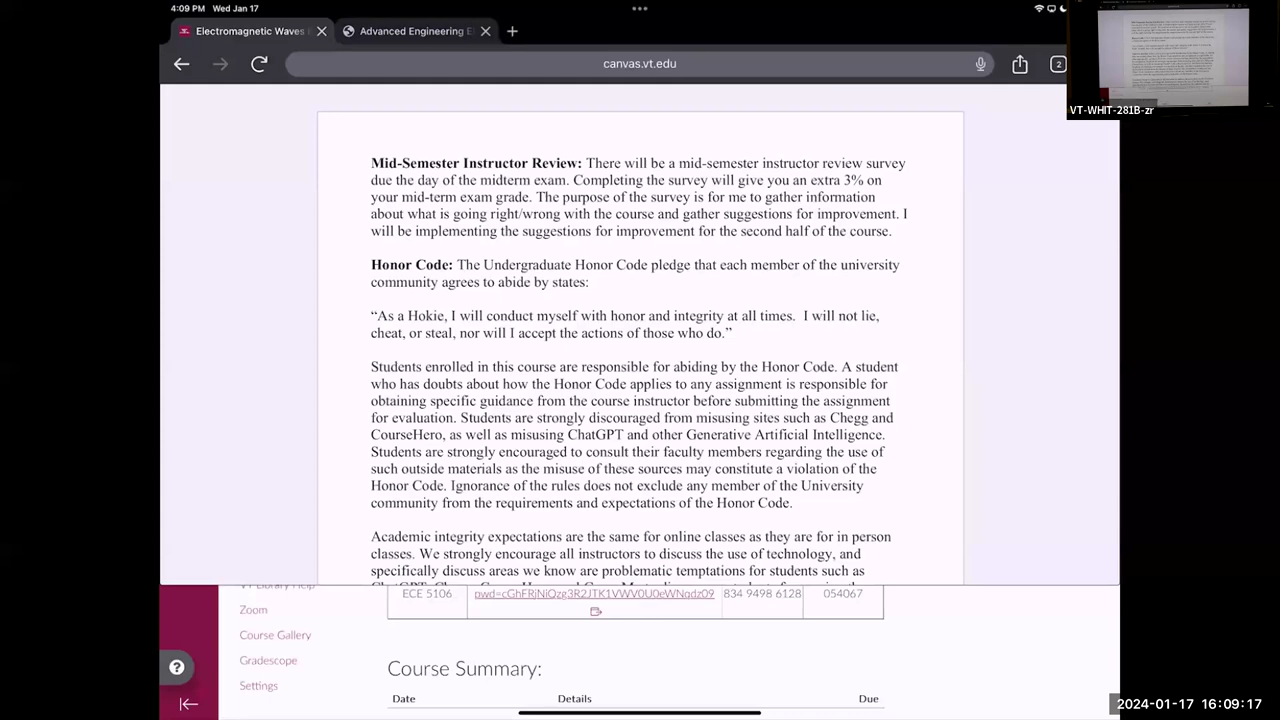 4:09 PM Wed Jan 17
Electromagnetic
nvas.vt.edu
2
VT-WHIT-281B-zr
Mid-Semester Instructor Review: There will be a mid-semester instructor review survey
due the day of the midterm exam. Completing the survey will give you an extra 3% on
your mid-term exam grade. The purpose of the survey is for me to gather information
about what is going right/wrong with the course and gather suggestions for improvement. I
will be implementing the suggestions for improvement for the second half of the course.
Honor Code: The Undergraduate Honor Code pledge that each member of the university
community agrees to abide by states:
“As a Hokie, I will conduct myself with honor and integrity at all times. I will not lie,
cheat, or steal, nor will I accept the actions of those who do.”
Students enrolled in this course are responsible for abiding by the Honor Code. A student
who has doubts about how the Honor Code applies to any assignment is responsible for
obtaining specific guidance from the course instructor before submitting the assignment
for evaluation. Students are strongly discouraged from misusing sites such as Chegg and
CourseHero, as well as misusing ChatGPT and other Generative Artificial Intelligence.
Students are strongly encouraged to consult their faculty members regarding the use of
such outside materials as the misuse of these sources may constitute a violation of the
Honor Code. Ignorance of the rules does not exclude any member of the University
community from the requirements and expectations of the Honor Code.
Academic integrity expectations are the same for online classes as they are for in person
classes. We strongly encourage all instructors to discuss the use of technology, and
specifically discuss areas we know are problematic temptations for students such as
VT Library Help
ECE 5106 pwd=cGhFRjNiQzg3R2JTK1VWV0U0eWNqdz09 834 9498 6128 054067
Zoom
Course Gallery
Gradescope
Settings
?
Course Summary:
Date Details Due
2024-01-17 16:09:17